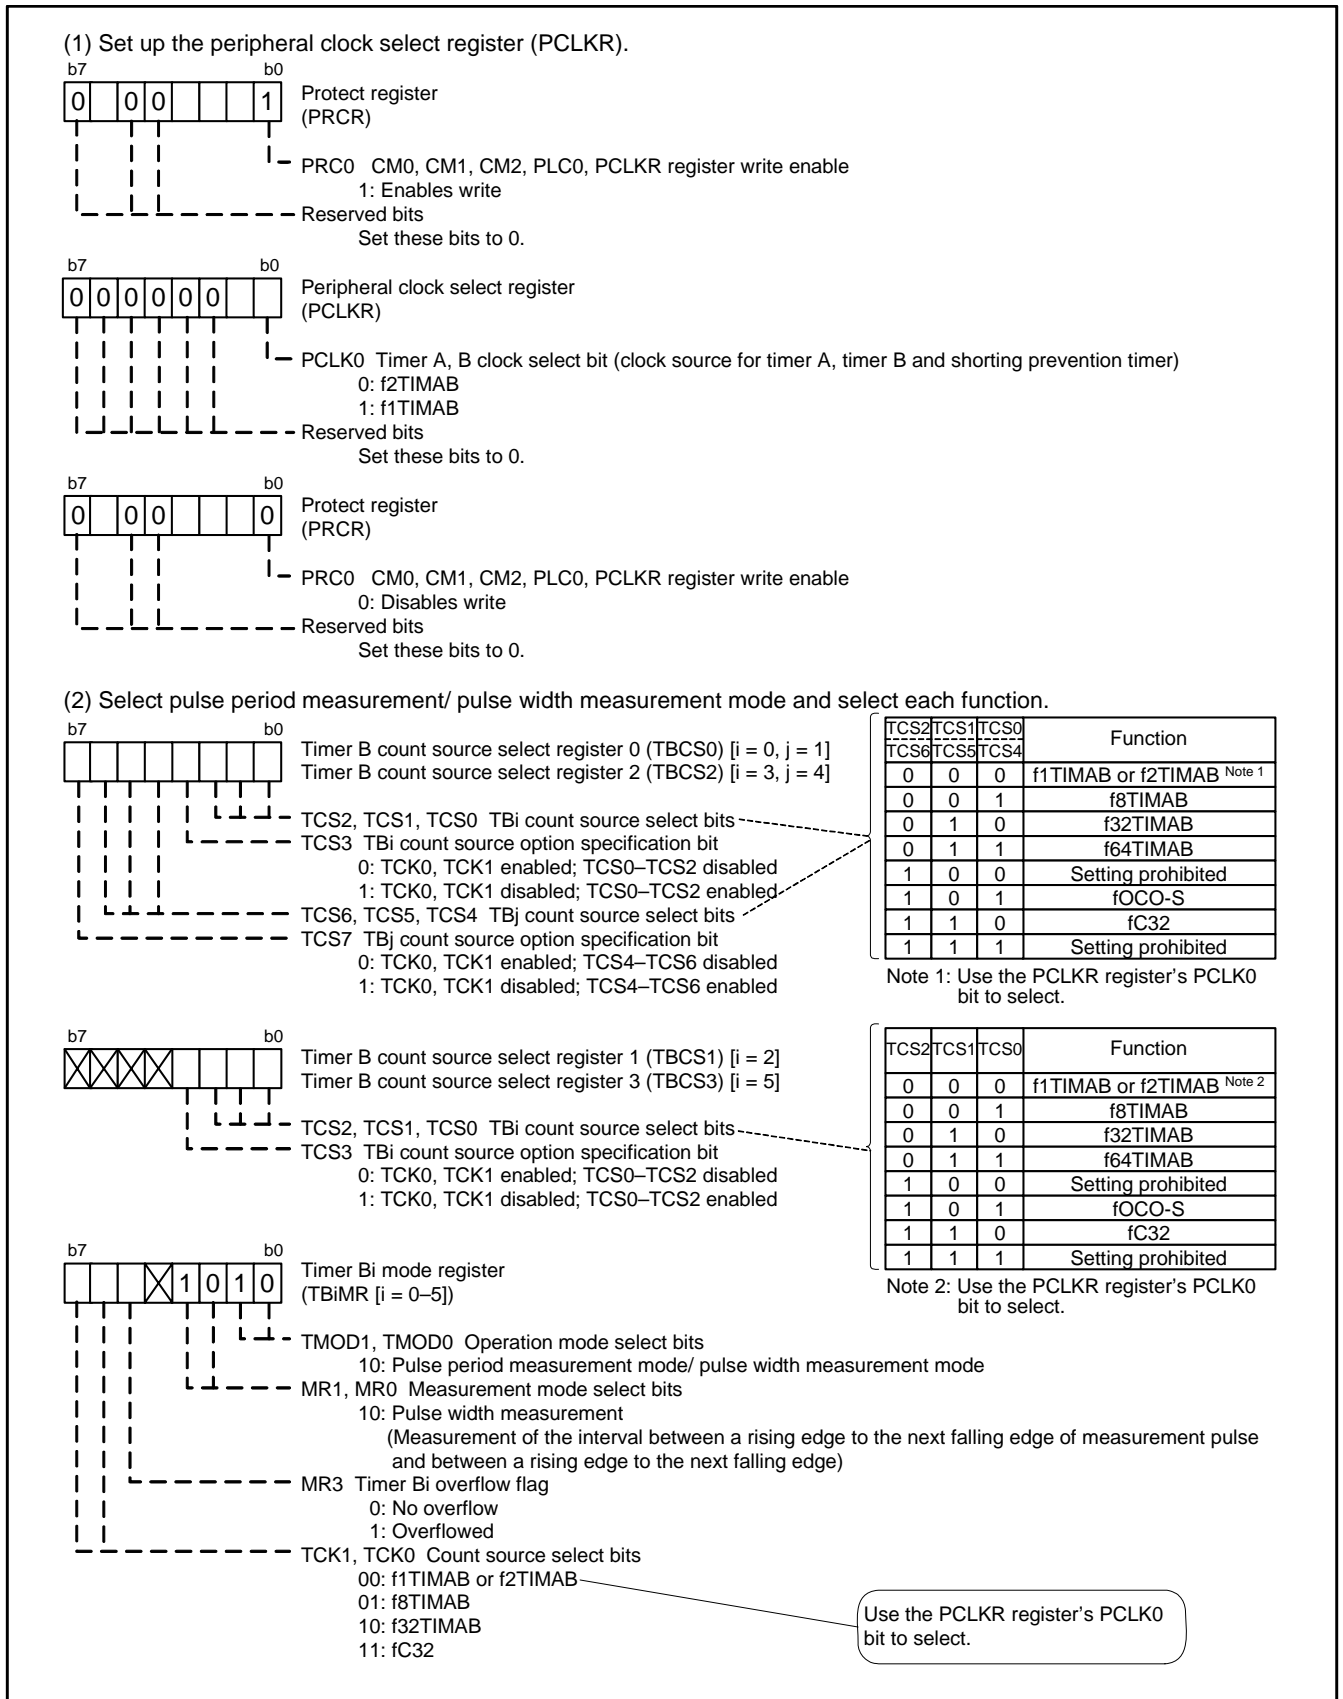 (1) Set up the peripheral clock select register (PCLKR).
b7 b0
0 0 0 1
Protect register
(PRCR)
PRC0 CM0, CM1, CM2, PLC0, PCLKR register write enable
1: Enables write
Reserved bits
Set these bits to 0.
b7 b0
0 0 0 0 0 0
Peripheral clock select register
(PCLKR)
PCLK0 Timer A, B clock select bit (clock source for timer A, timer B and shorting prevention timer)
0: f2TIMAB
1: f1TIMAB
Reserved bits
Set these bits to 0.
b7 b0
0 0 0 0
Protect register
(PRCR)
PRC0 CM0, CM1, CM2, PLC0, PCLKR register write enable
0: Disables write
Reserved bits
Set these bits to 0.
(2) Select pulse period measurement/ pulse width measurement mode and select each function.
b7 b0
Timer B count source select register 0 (TBCS0) [i = 0, j = 1]
Timer B count source select register 2 (TBCS2) [i = 3, j = 4]
TCS2, TCS1, TCS0 TBi count source select bits
TCS3 TBi count source option specification bit
0: TCK0, TCK1 enabled; TCS0–TCS2 disabled
1: TCK0, TCK1 disabled; TCS0–TCS2 enabled
TCS6, TCS5, TCS4 TBj count source select bits
TCS7 TBj count source option specification bit
0: TCK0, TCK1 enabled; TCS4–TCS6 disabled
1: TCK0, TCK1 disabled; TCS4–TCS6 enabled
TCS2 TCS1 TCS0 Function
TCS6 TCS5 TCS4
0 0 0 f1TIMAB or f2TIMAB Note 1
0 0 1 f8TIMAB
0 1 0 f32TIMAB
0 1 1 f64TIMAB
1 0 0 Setting prohibited
1 0 1 fOCO-S
1 1 0 fC32
1 1 1 Setting prohibited
Note 1: Use the PCLKR register's PCLK0
bit to select.
b7 b0
Timer B count source select register 1 (TBCS1) [i = 2]
Timer B count source select register 3 (TBCS3) [i = 5]
TCS2, TCS1, TCS0 TBi count source select bits
TCS3 TBi count source option specification bit
0: TCK0, TCK1 enabled; TCS0–TCS2 disabled
1: TCK0, TCK1 disabled; TCS0–TCS2 enabled
TCS2 TCS1 TCS0 Function
0 0 0 f1TIMAB or f2TIMAB Note 2
0 0 1 f8TIMAB
0 1 0 f32TIMAB
0 1 1 f64TIMAB
1 0 0 Setting prohibited
1 0 1 fOCO-S
1 1 0 fC32
1 1 1 Setting prohibited
Note 2: Use the PCLKR register's PCLK0
bit to select.
b7 b0
1 0 1 0
Timer Bi mode register
(TBiMR [i = 0–5])
TMOD1, TMOD0 Operation mode select bits
10: Pulse period measurement mode/ pulse width measurement mode
MR1, MR0 Measurement mode select bits
10: Pulse width measurement
(Measurement of the interval between a rising edge to the next falling edge of measurement pulse
and between a rising edge to the next falling edge)
MR3 Timer Bi overflow flag
0: No overflow
1: Overflowed
TCK1, TCK0 Count source select bits
00: f1TIMAB or f2TIMAB
01: f8TIMAB
10: f32TIMAB
11: fC32
Use the PCLKR register's PCLK0
bit to select.